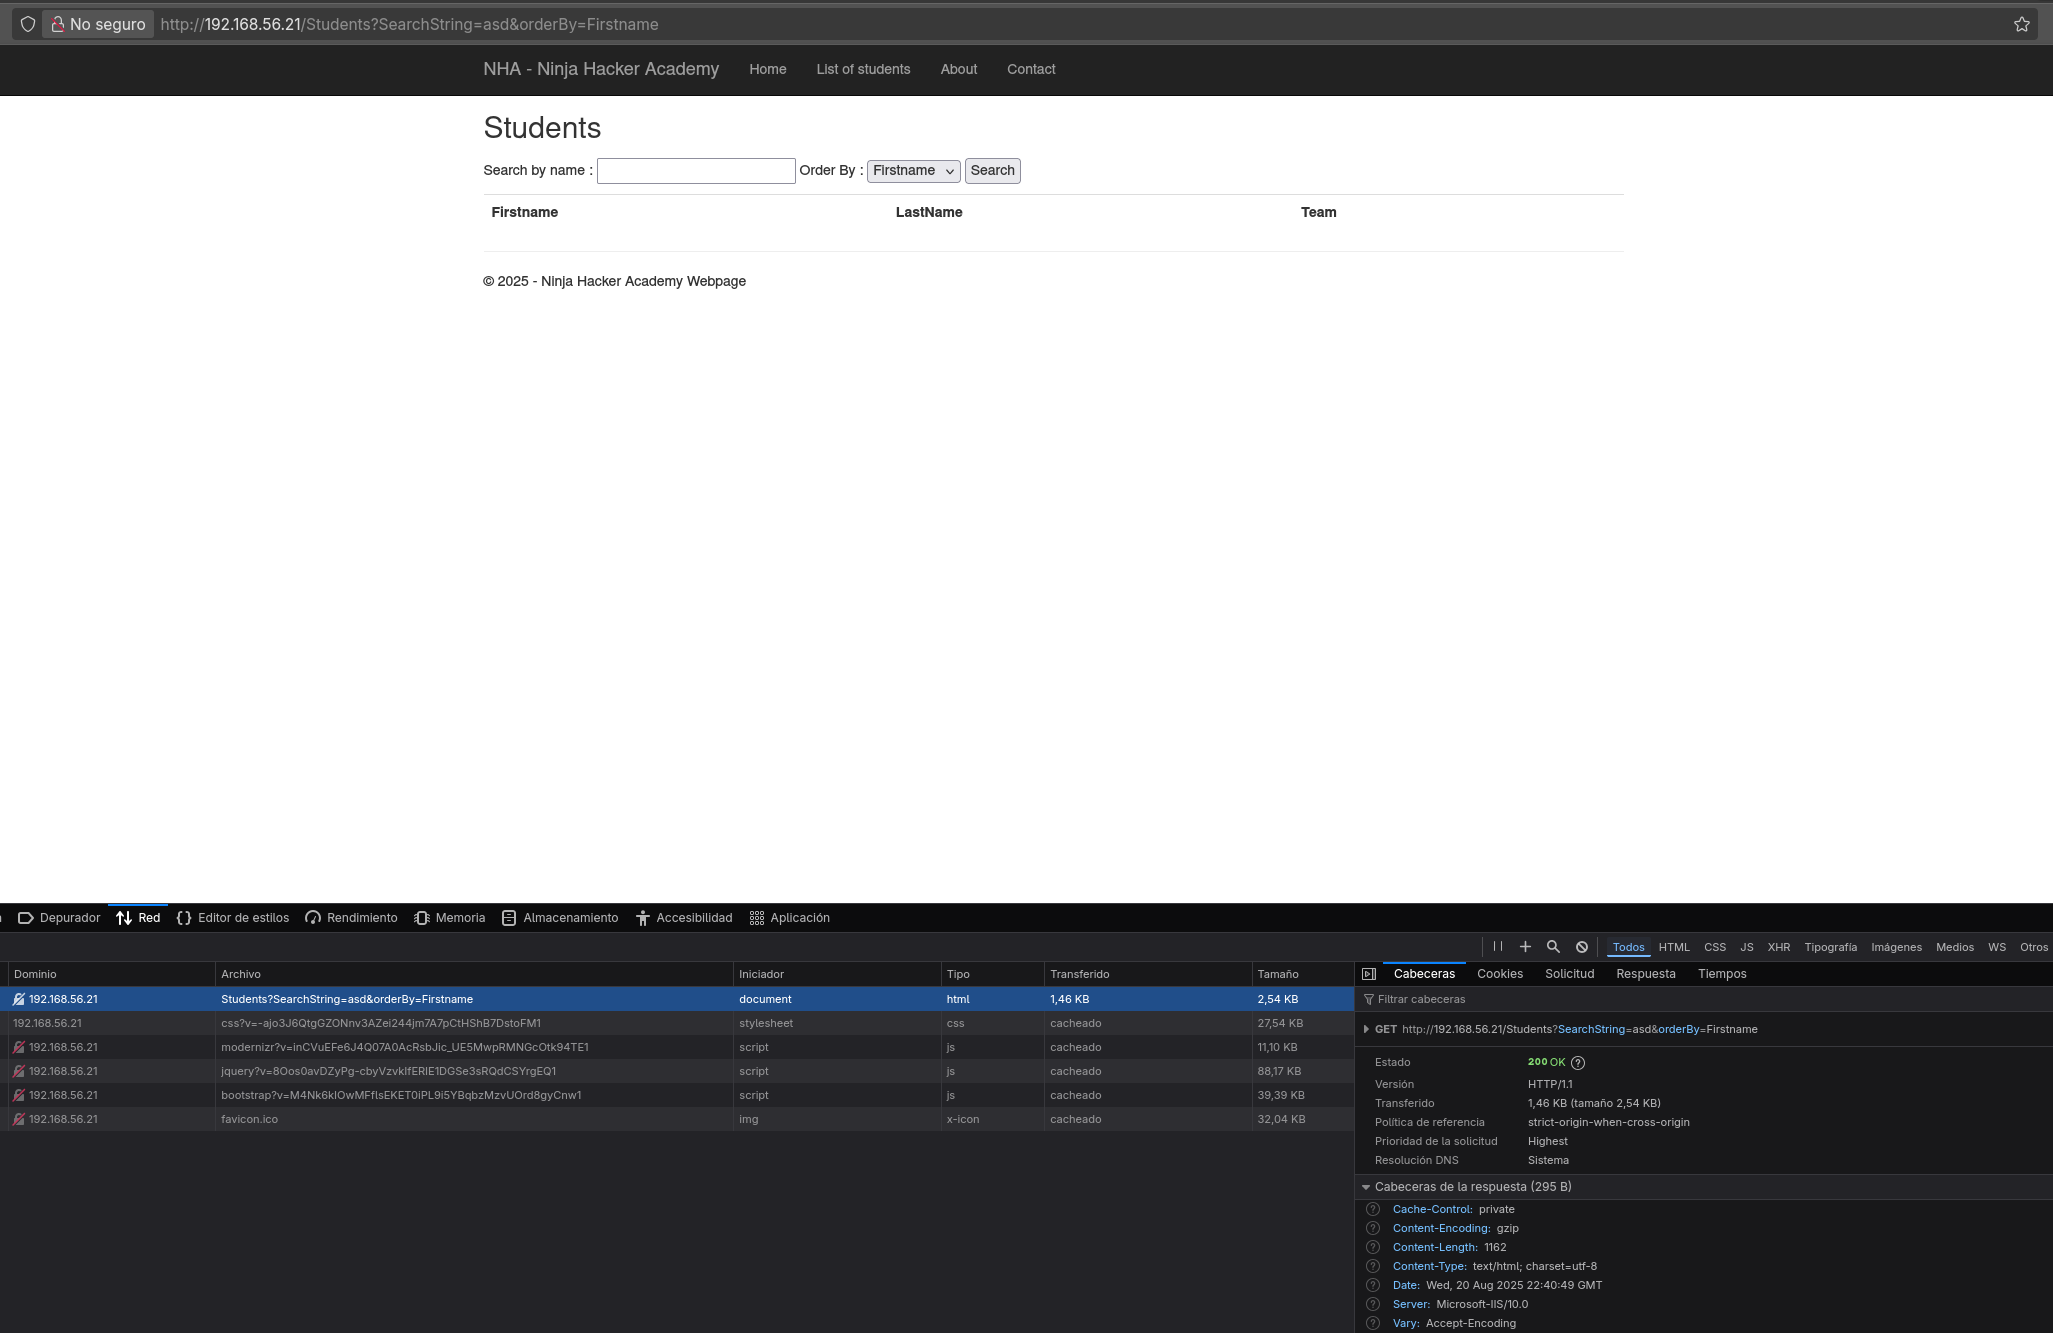 No seguro http://192.168.56.21/Students?SearchString=asd&orderBy=Firstname
NHA - Ninja Hacker Academy Home List of students About Contact
Students
Search by name : Order By : Firstname Search
Firstname LastName Team
© 2025 - Ninja Hacker Academy Webpage
Depurador Red Editor de estilos Rendimiento Memoria Almacenamiento Accesibilidad Aplicación
Todos HTML CSS JS XHR Tipografía Imágenes Medios WS Otros
Dominio Archivo Iniciador Tipo Transferido Tamaño
192.168.56.21 Students?SearchString=asd&orderBy=Firstname document html 1,46 KB 2,54 KB
192.168.56.21 css?v=-ajo3J6QtgGZONnv3AZei244jm7A7pCtHShB7DstoFM1 stylesheet css cacheado 27,54 KB
192.168.56.21 modernizr?v=inCVuEFe6J4Q07A0AcRsbJic_UE5MwpRMNGcOtk94TE1 script js cacheado 11,10 KB
192.168.56.21 jquery?v=8Oos0avDZyPg-cbyVzvkIfERIE1DGSe3sRQdCSYrgEQ1 script js cacheado 88,17 KB
192.168.56.21 bootstrap?v=M4Nk6kIOwMFflsEKET0iPL9i5YBqbzMzvUOrd8gyCnw1 script js cacheado 39,39 KB
192.168.56.21 favicon.ico img x-icon cacheado 32,04 KB
Cabeceras Cookies Solicitud Respuesta Tiempos
Filtrar cabeceras
GET http://192.168.56.21/Students?SearchString=asd&orderBy=Firstname
Estado 200 OK
Versión HTTP/1.1
Transferido 1,46 KB (tamaño 2,54 KB)
Política de referencia strict-origin-when-cross-origin
Prioridad de la solicitud Highest
Resolución DNS Sistema
Cabeceras de la respuesta (295 B)
Cache-Control: private
Content-Encoding: gzip
Content-Length: 1162
Content-Type: text/html; charset=utf-8
Date: Wed, 20 Aug 2025 22:40:49 GMT
Server: Microsoft-IIS/10.0
Vary: Accept-Encoding